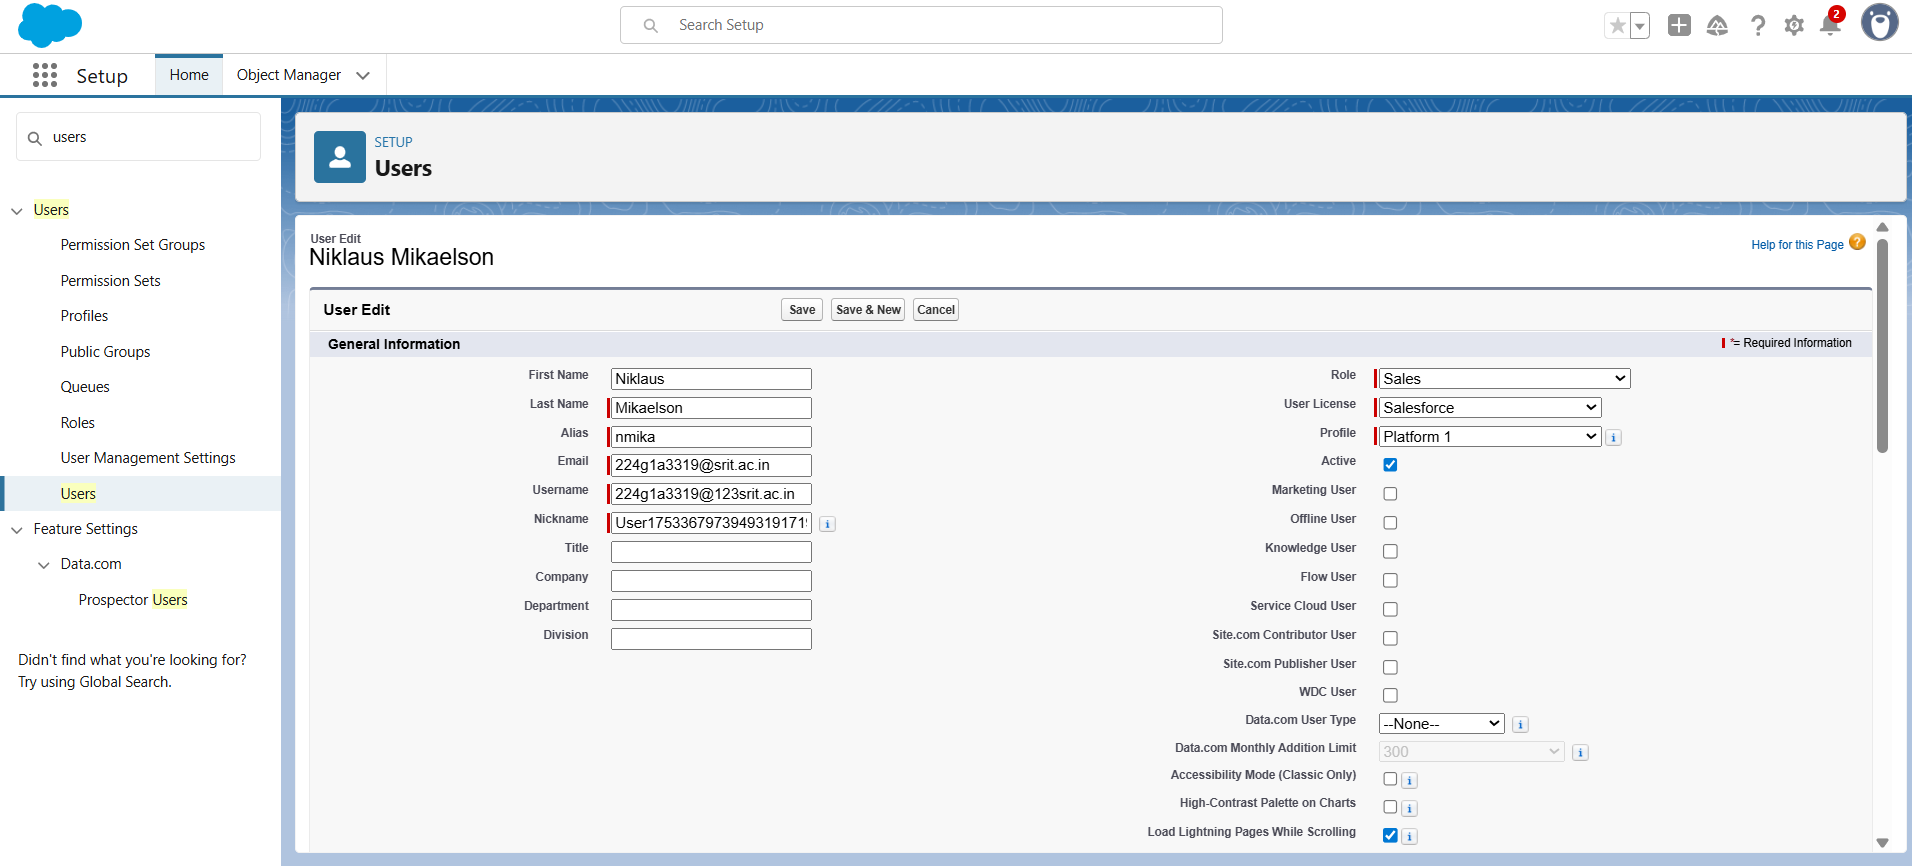 Search Setup
2
Setup
Home
Object Manager
users
Users
Permission Set Groups
Permission Sets
Profiles
Public Groups
Queues
Roles
User Management Settings
Users
Feature Settings
Data.com
Prospector Users
Didn't find what you're looking for?
Try using Global Search.
SETUP
Users
User Edit
Niklaus Mikaelson
Help for this Page ?
User Edit
Save
Save & New
Cancel
General Information
*= Required Information
First Name Niklaus
Last Name Mikaelson
Alias nmika
Email 224g1a3319@srit.ac.in
Username 224g1a3319@123srit.ac.in
Nickname User1753367973949319171
Title
Company
Department
Division
Role Sales
User License Salesforce
Profile Platform 1
Active
Marketing User
Offline User
Knowledge User
Flow User
Service Cloud User
Site.com Contributor User
Site.com Publisher User
WDC User
Data.com User Type --None--
Data.com Monthly Addition Limit 300
Accessibility Mode (Classic Only)
High-Contrast Palette on Charts
Load Lightning Pages While Scrolling